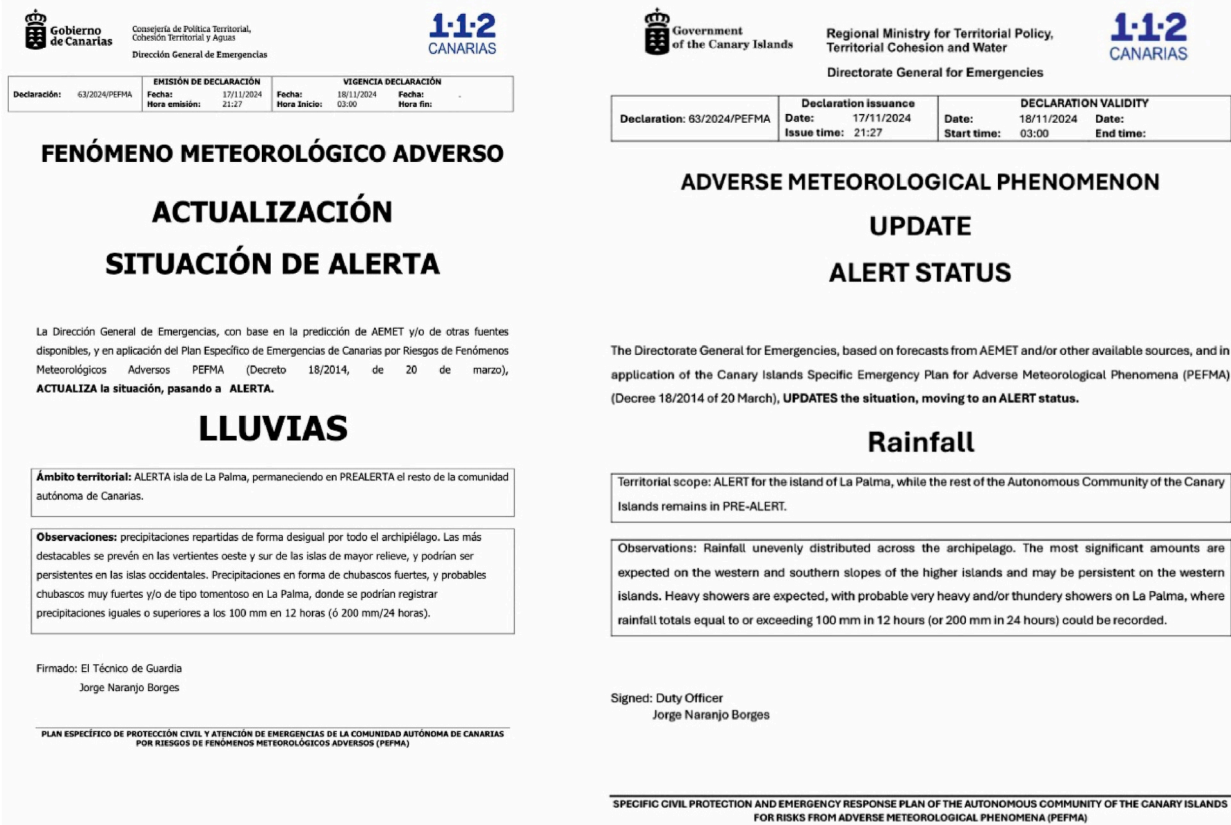 Gobierno
de Canarias
Consejería de Política Territorial,
Cohesión Territorial y Aguas
Dirección General de Emergencias
1·1·2
CANARIAS
EMISIÓN DE DECLARACIÓN
VIGENCIA DECLARACIÓN
Declaración: 63/2024/PEFMA
Fecha: 17/11/2024
Fecha: 18/11/2024
Fecha: .
Hora emisión: 21:27
Hora Inicio: 03:00
Hora fin:
FENÓMENO METEOROLÓGICO ADVERSO
ACTUALIZACIÓN
SITUACIÓN DE ALERTA
La Dirección General de Emergencias, con base en la predicción de AEMET y/o de otras fuentes
disponibles, y en aplicación del Plan Específico de Emergencias de Canarias por Riesgos de Fenómenos
Meteorológicos Adversos PEFMA (Decreto 18/2014, de 20 de marzo),
ACTUALIZA la situación, pasando a ALERTA.
LLUVIAS
Ámbito territorial: ALERTA isla de La Palma, permaneciendo en PREALERTA el resto de la comunidad
autónoma de Canarias.
Observaciones: precipitaciones repartidas de forma desigual por todo el archipiélago. Las más
destacables se prevén en las vertientes oeste y sur de las islas de mayor relieve, y podrían ser
persistentes en las islas occidentales. Precipitaciones en forma de chubascos fuertes, y probables
chubascos muy fuertes y/o de tipo tomentoso en La Palma, donde se podrían registrar
precipitaciones iguales o superiores a los 100 mm en 12 horas (ó 200 mm/24 horas).
Firmado: El Técnico de Guardia
Jorge Naranjo Borges
PLAN ESPECÍFICO DE PROTECCIÓN CIVIL Y ATENCIÓN DE EMERGENCIAS DE LA COMUNIDAD AUTÓNOMA DE CANARIAS
POR RIESGOS DE FENÓMENOS METEOROLÓGICOS ADVERSOS (PEFMA)
Government
of the Canary Islands
Regional Ministry for Territorial Policy,
Territorial Cohesion and Water
Directorate General for Emergencies
1·1·2
CANARIAS
Declaration issuance
DECLARATION VALIDITY
Declaration: 63/2024/PEFMA
Date: 17/11/2024
Date: 18/11/2024
Date:
Issue time: 21:27
Start time: 03:00
End time:
ADVERSE METEOROLOGICAL PHENOMENON
UPDATE
ALERT STATUS
The Directorate General for Emergencies, based on forecasts from AEMET and/or other available sources, and in
application of the Canary Islands Specific Emergency Plan for Adverse Meteorological Phenomena (PEFMA)
(Decree 18/2014 of 20 March), UPDATES the situation, moving to an ALERT status.
Rainfall
Territorial scope: ALERT for the island of La Palma, while the rest of the Autonomous Community of the Canary
Islands remains in PRE-ALERT.
Observations: Rainfall unevenly distributed across the archipelago. The most significant amounts are
expected on the western and southern slopes of the higher islands and may be persistent on the western
islands. Heavy showers are expected, with probable very heavy and/or thundery showers on La Palma, where
rainfall totals equal to or exceeding 100 mm in 12 hours (or 200 mm in 24 hours) could be recorded.
Signed: Duty Officer
Jorge Naranjo Borges
SPECIFIC CIVIL PROTECTION AND EMERGENCY RESPONSE PLAN OF THE AUTONOMOUS COMMUNITY OF THE CANARY ISLANDS
FOR RISKS FROM ADVERSE METEOROLOGICAL PHENOMENA (PEFMA)